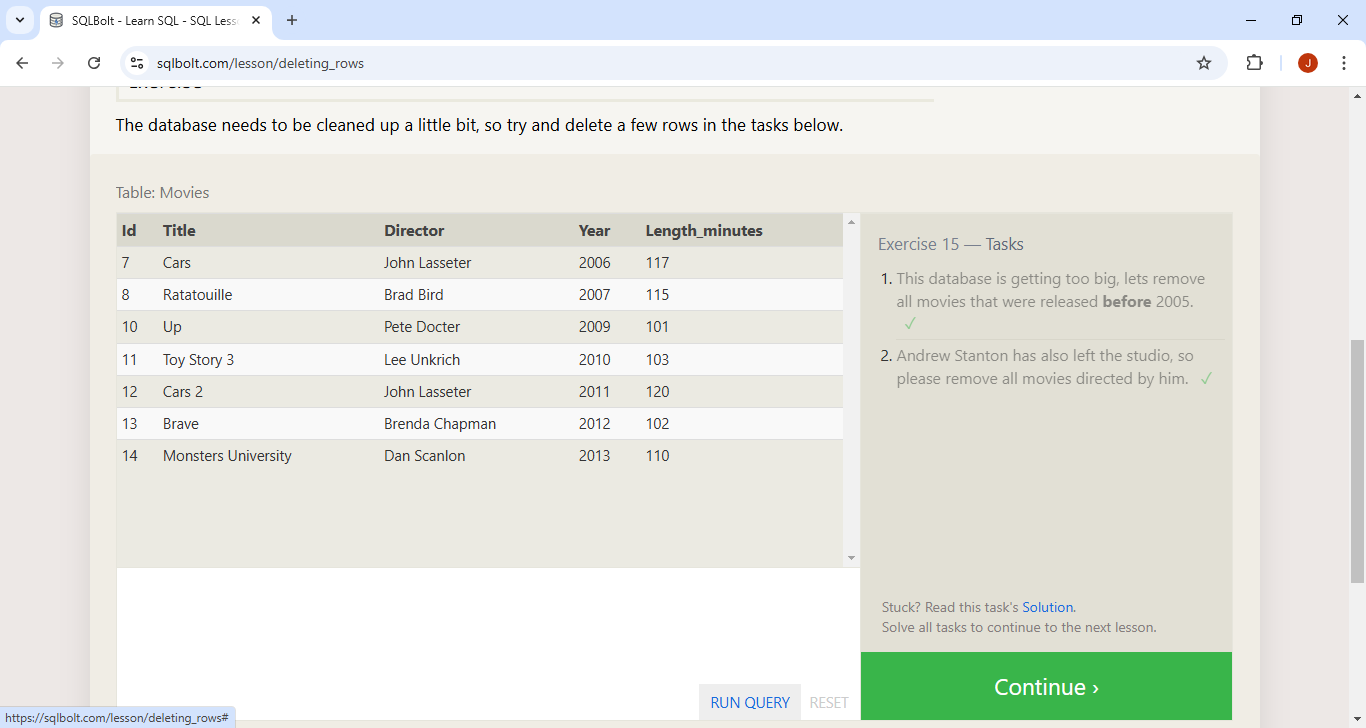 SQLBolt - Learn SQL - SQL Less
sqlbolt.com/lesson/deleting_rows
J
The database needs to be cleaned up a little bit, so try and delete a few rows in the tasks below.
Table: Movies
Id Title Director Year Length_minutes
7 Cars John Lasseter 2006 117
8 Ratatouille Brad Bird 2007 115
10 Up Pete Docter 2009 101
11 Toy Story 3 Lee Unkrich 2010 103
12 Cars 2 John Lasseter 2011 120
13 Brave Brenda Chapman 2012 102
14 Monsters University Dan Scanlon 2013 110
Exercise 15 — Tasks
1. This database is getting too big, lets remove
all movies that were released before 2005.
✓
2. Andrew Stanton has also left the studio, so
please remove all movies directed by him. ✓
Stuck? Read this task's Solution.
Solve all tasks to continue to the next lesson.
RUN QUERY RESET
Continue ›
https://sqlbolt.com/lesson/deleting_rows#